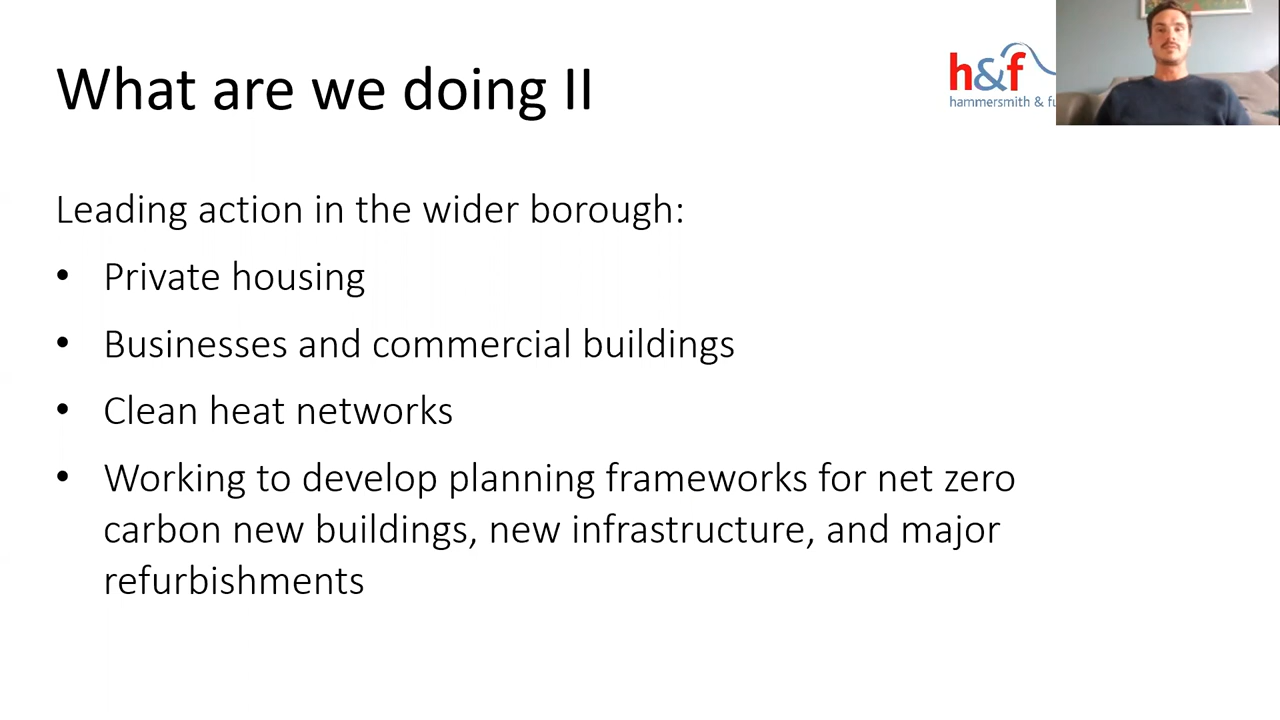 What are we doing II
h&f
hammersmith &
Leading action in the wider borough:
• Private housing
• Businesses and commercial buildings
• Clean heat networks
• Working to develop planning frameworks for net zero
carbon new buildings, new infrastructure, and major
refurbishments